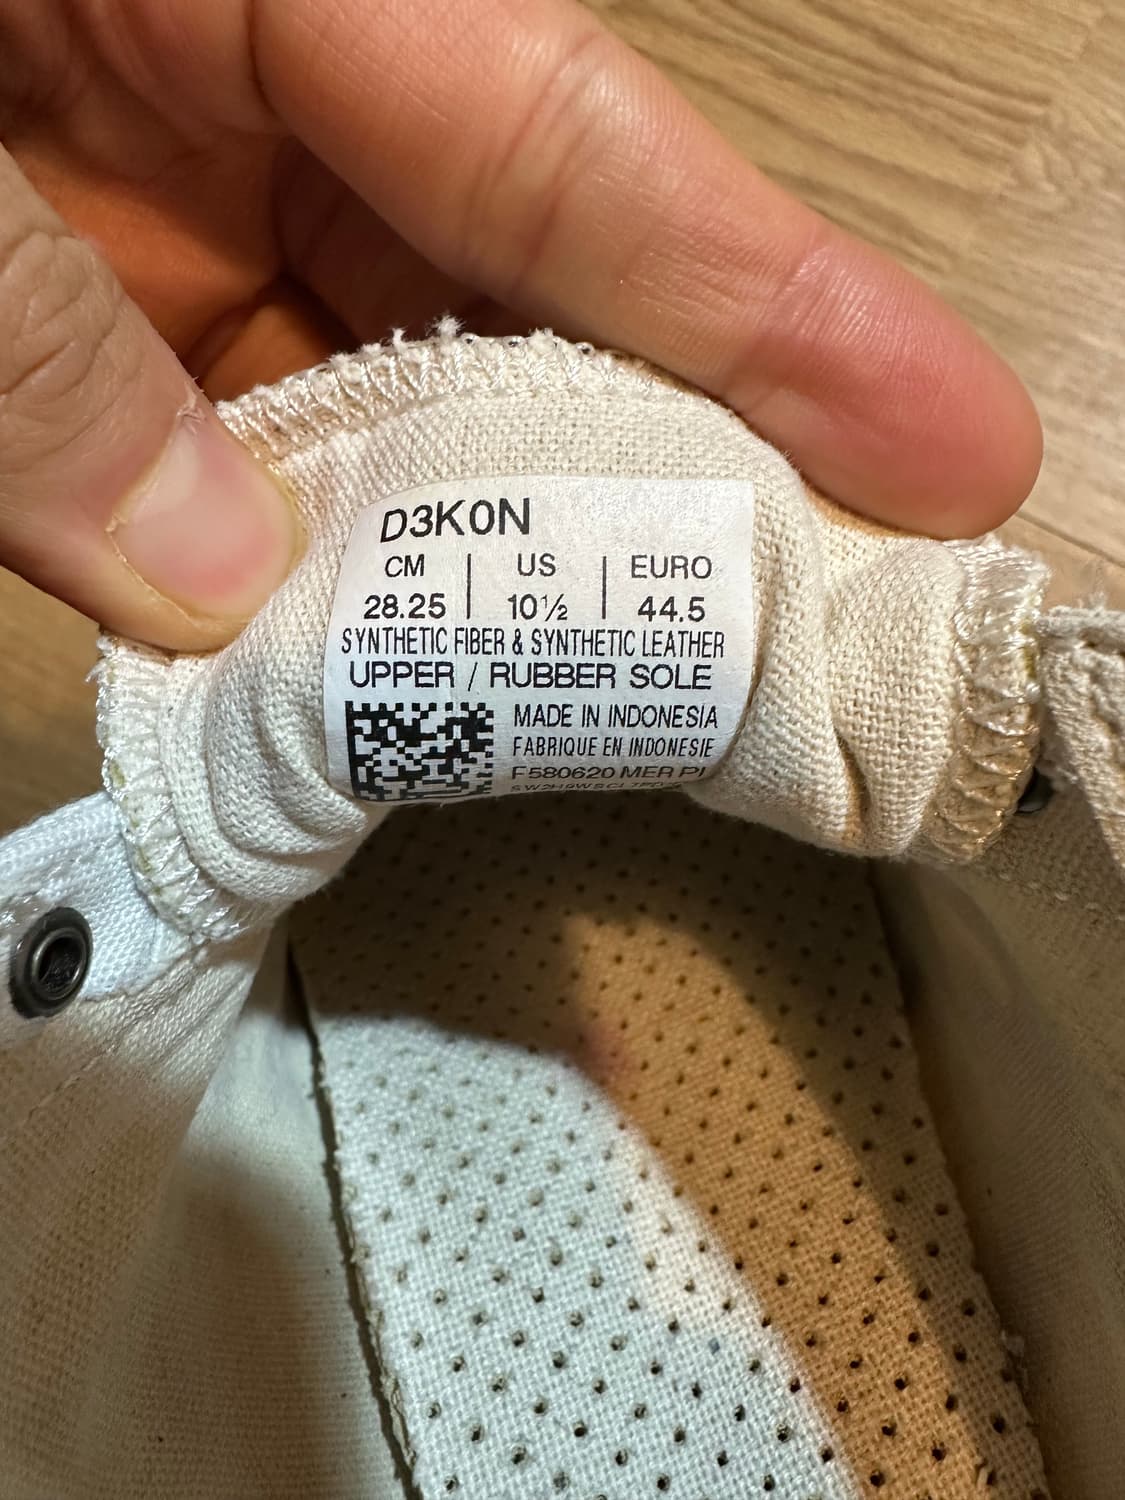 D3K0N
CM | US | EURO
28.25 | 10½ | 44.5
SYNTHETIC FIBER & SYNTHETIC LEATHER
UPPER / RUBBER SOLE
MADE IN INDONESIA
FABRIQUE EN INDONESIE
F580620 MER PI